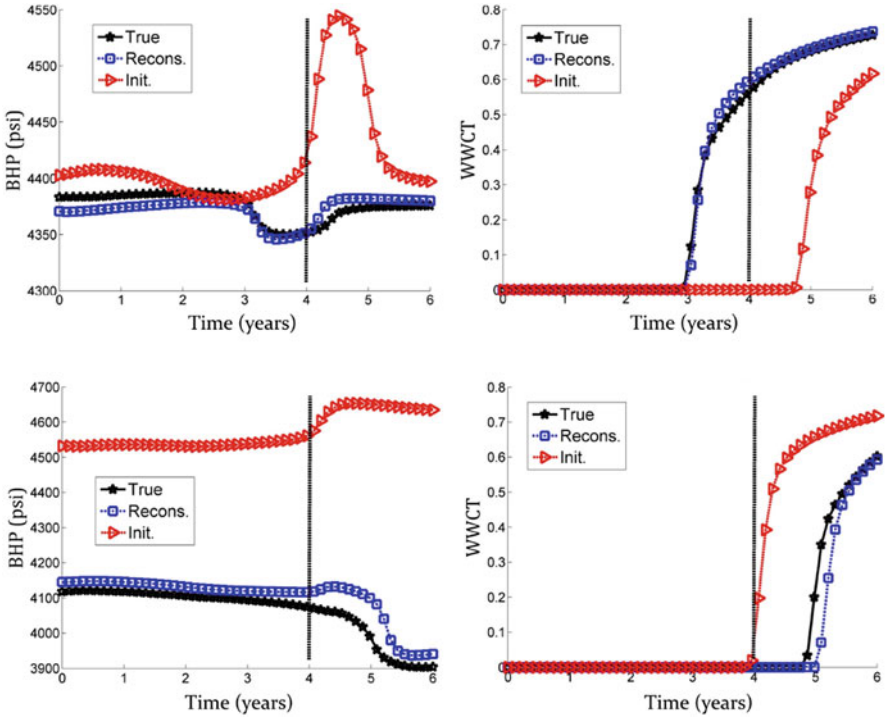 4550
4500
4450
4400
4350
4300
BHP (psi)
True
Recons.
Init.
0 1 2 3 4 5 6
Time (years)
0.8
0.7
0.6
0.5
0.4
0.3
0.2
0.1
0
WWCT
True
Recons.
Init.
0 1 2 3 4 5 6
Time (years)
4700
4600
4500
4400
4300
4200
4100
4000
3900
BHP (psi)
True
Recons.
Init.
0 1 2 3 4 5 6
Time (years)
0.8
0.7
0.6
0.5
0.4
0.3
0.2
0.1
0
WWCT
True
Recons.
Init.
0 1 2 3 4 5 6
Time (years)